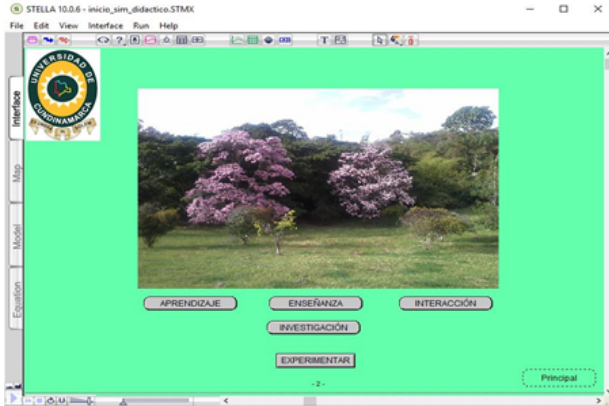 STELLA 10.0.6 - inicio_sim_didactico.STMX
File Edit View Interface Run Help
UNIVERSIDAD DE CUNDINAMARCA
Interface
Map
Model
Equation
APRENDIZAJE ENSEÑANZA INTERACCIÓN
INVESTIGACIÓN
EXPERIMENTAR
- 2 -
Principal